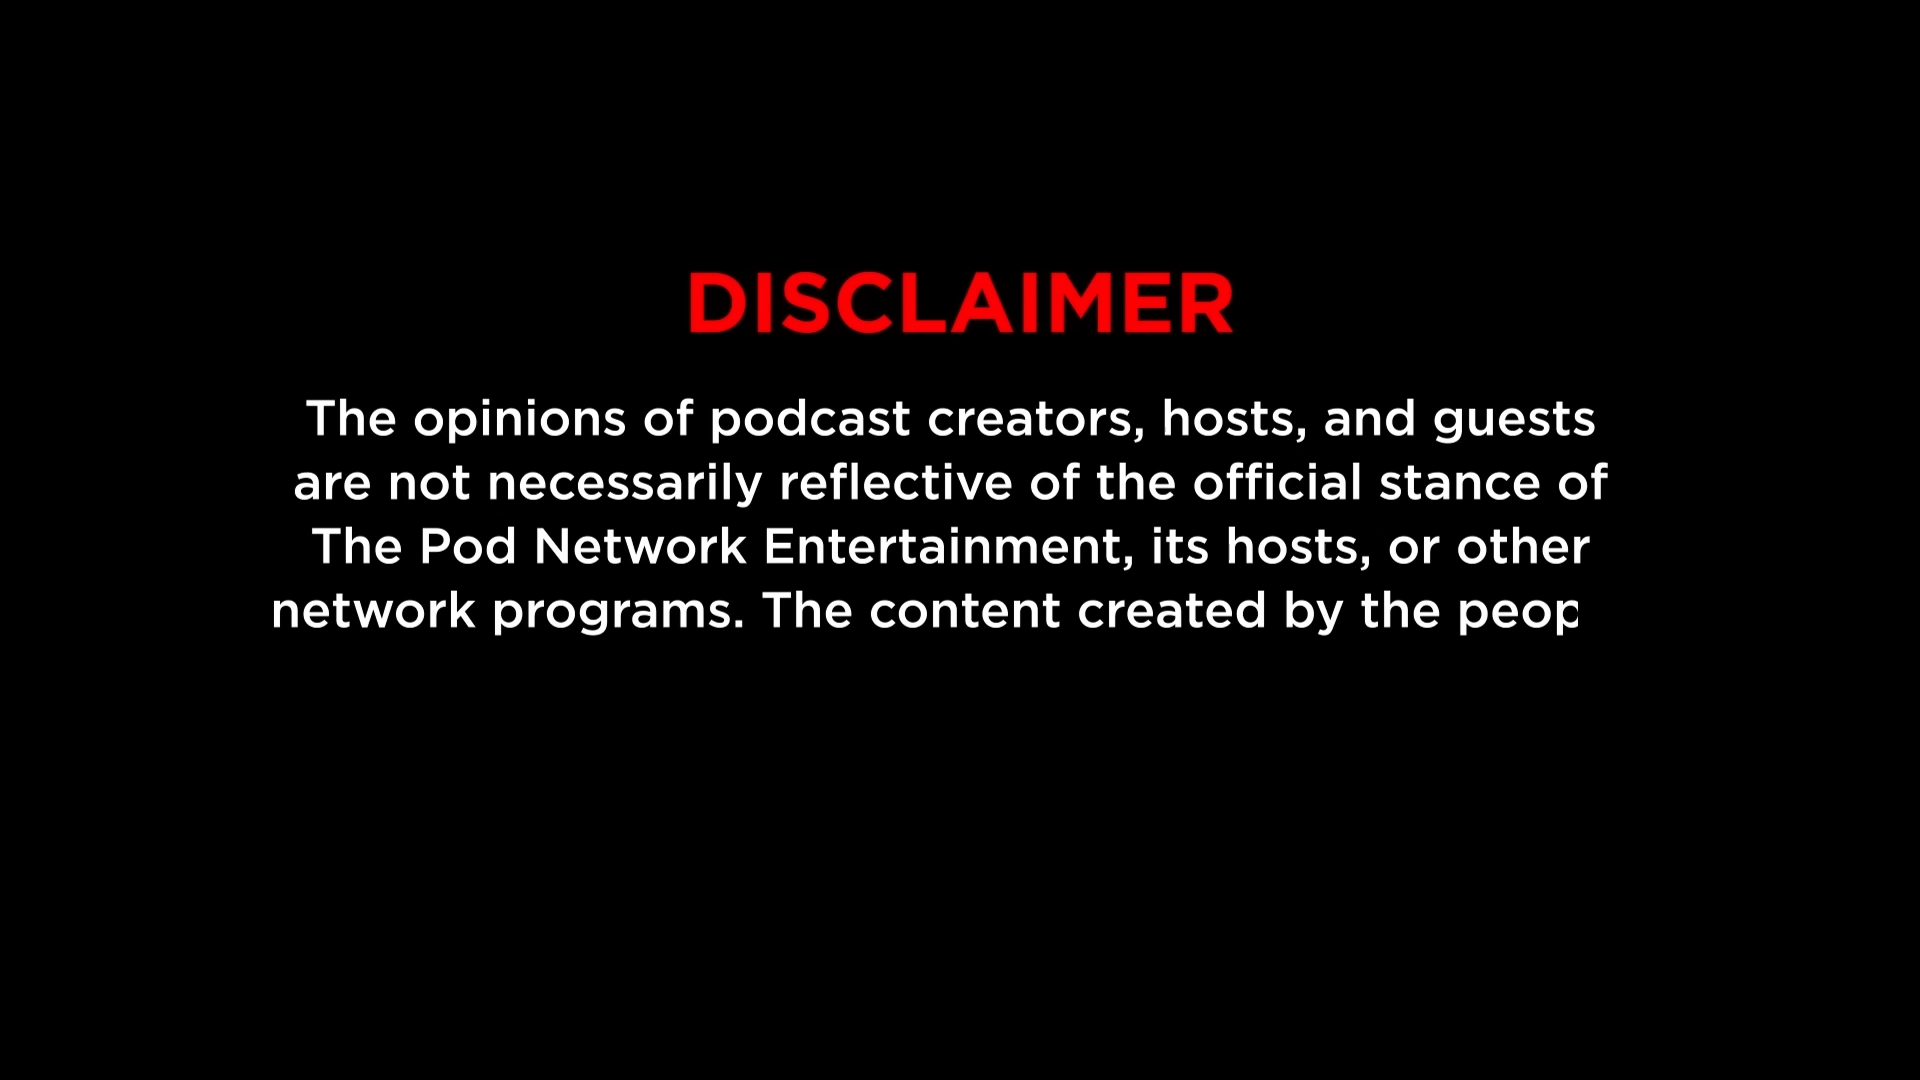 DISCLAIMER
The opinions of podcast creators, hosts, and guests
are not necessarily reflective of the official stance of
The Pod Network Entertainment, its hosts, or other
network programs. The content created by the peop